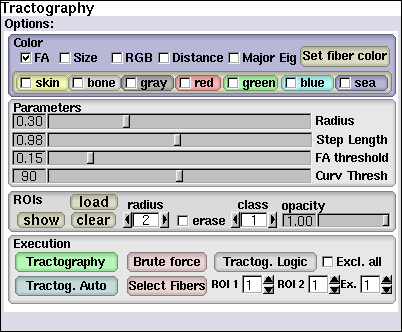 Tractography
Options:
Color
FA Size RGB Distance Major Eig Set fiber color
skin bone gray red green blue sea
Parameters
0.30 Radius
0.98 Step Length
0.15 FA threshold
90 Curv Thresh
ROIs load radius class opacity
show clear 2 erase 1 1.00
Execution
Tractography Brute force Tractog. Logic Excl. all
Tractog. Auto Select Fibers ROI 1 1 ROI 2 1 Ex. 1